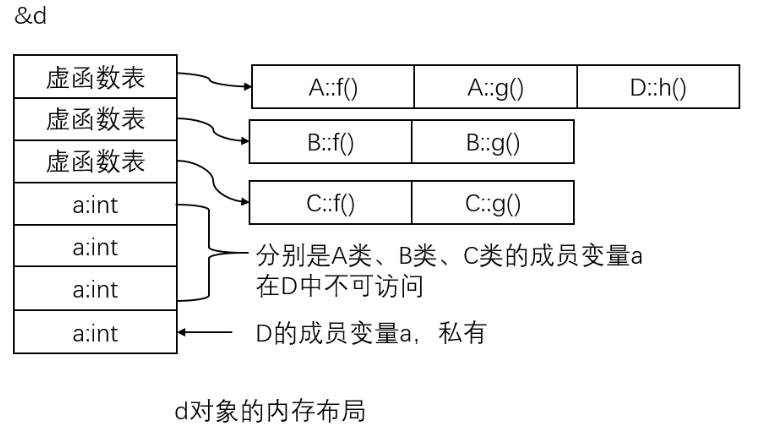 &d
虚函数表
A::f() A::g() D::h()
虚函数表
B::f() B::g()
虚函数表
C::f() C::g()
a:int
a:int
分别是A类、B类、C类的成员变量a
在D中不可访问
a:int
a:int
D的成员变量a，私有
d对象的内存布局